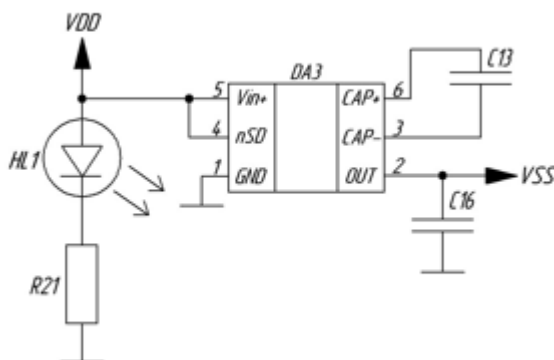 VDD
DA3
C13
5 Vin+ CAP+ 6
4 nSD CAP- 3
HL1
1 GND OUT 2
VSS
C16
R21